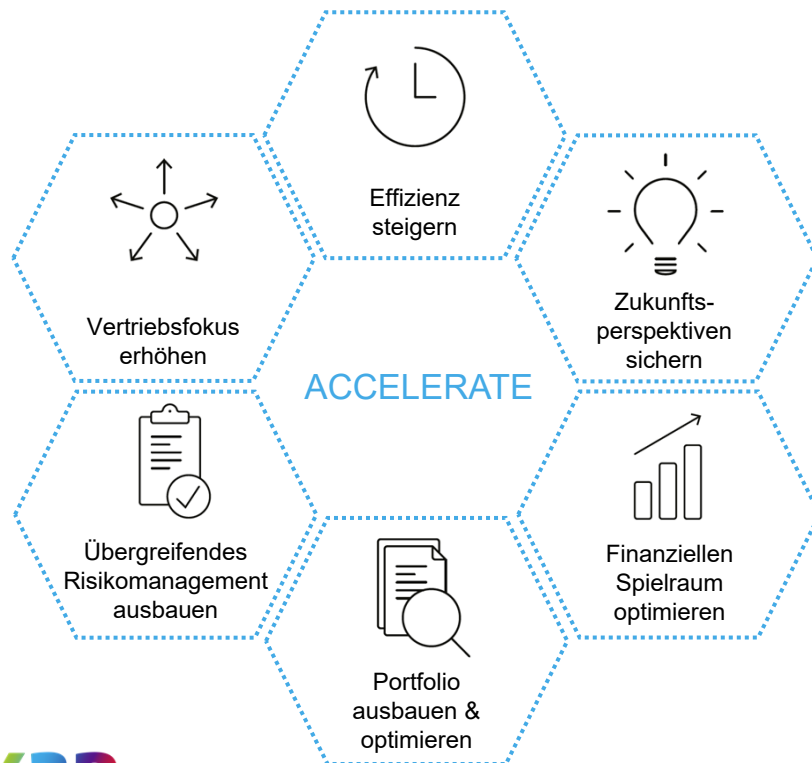 Effizienz
steigern
Vertriebsfokus
erhöhen
Zukunfts-
perspektiven
sichern
ACCELERATE
Übergreifendes
Risikomanagement
ausbauen
Finanziellen
Spielraum
optimieren
Portfolio
ausbauen &
optimieren